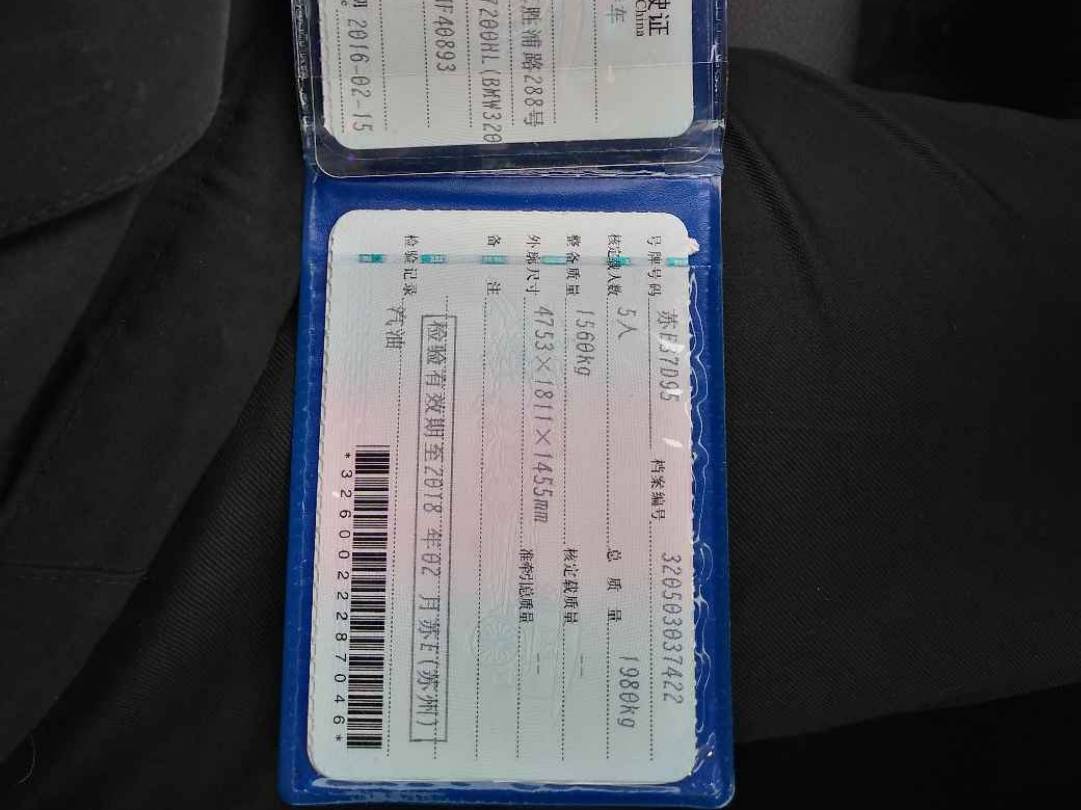 驶证
China
车
胜浦路288号
7200HL(BMW320
F40893
2016-02-15
号牌号码 苏E37D95 档案编号 320503037422
核定载人数 5人 总质量 1980kg
整备质量 1560kg 核定载质量 --
外廓尺寸 4753×1811×1455mm 准牵引总质量 --
备注
检验有效期至2018年02月苏E(苏州)
检验记录
汽油
*3260022287046*